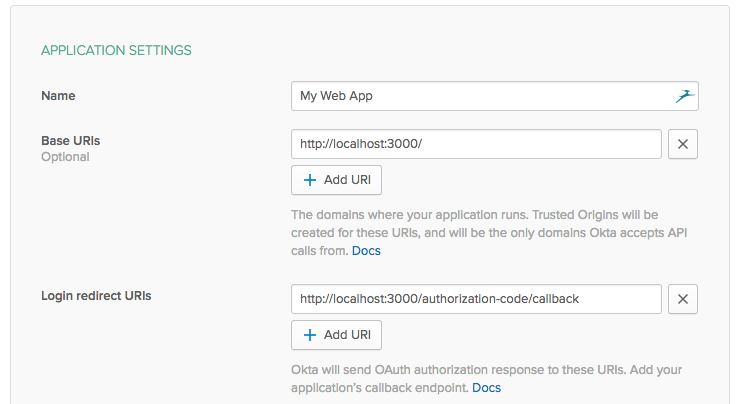 APPLICATION SETTINGS
Name
My Web App
Base URIs
Optional
http://localhost:3000/
+ Add URI
The domains where your application runs. Trusted Origins will be
created for these URIs, and will be the only domains Okta accepts API
calls from. Docs
Login redirect URIs
http://localhost:3000/authorization-code/callback
+ Add URI
Okta will send OAuth authorization response to these URIs. Add your
application's callback endpoint. Docs